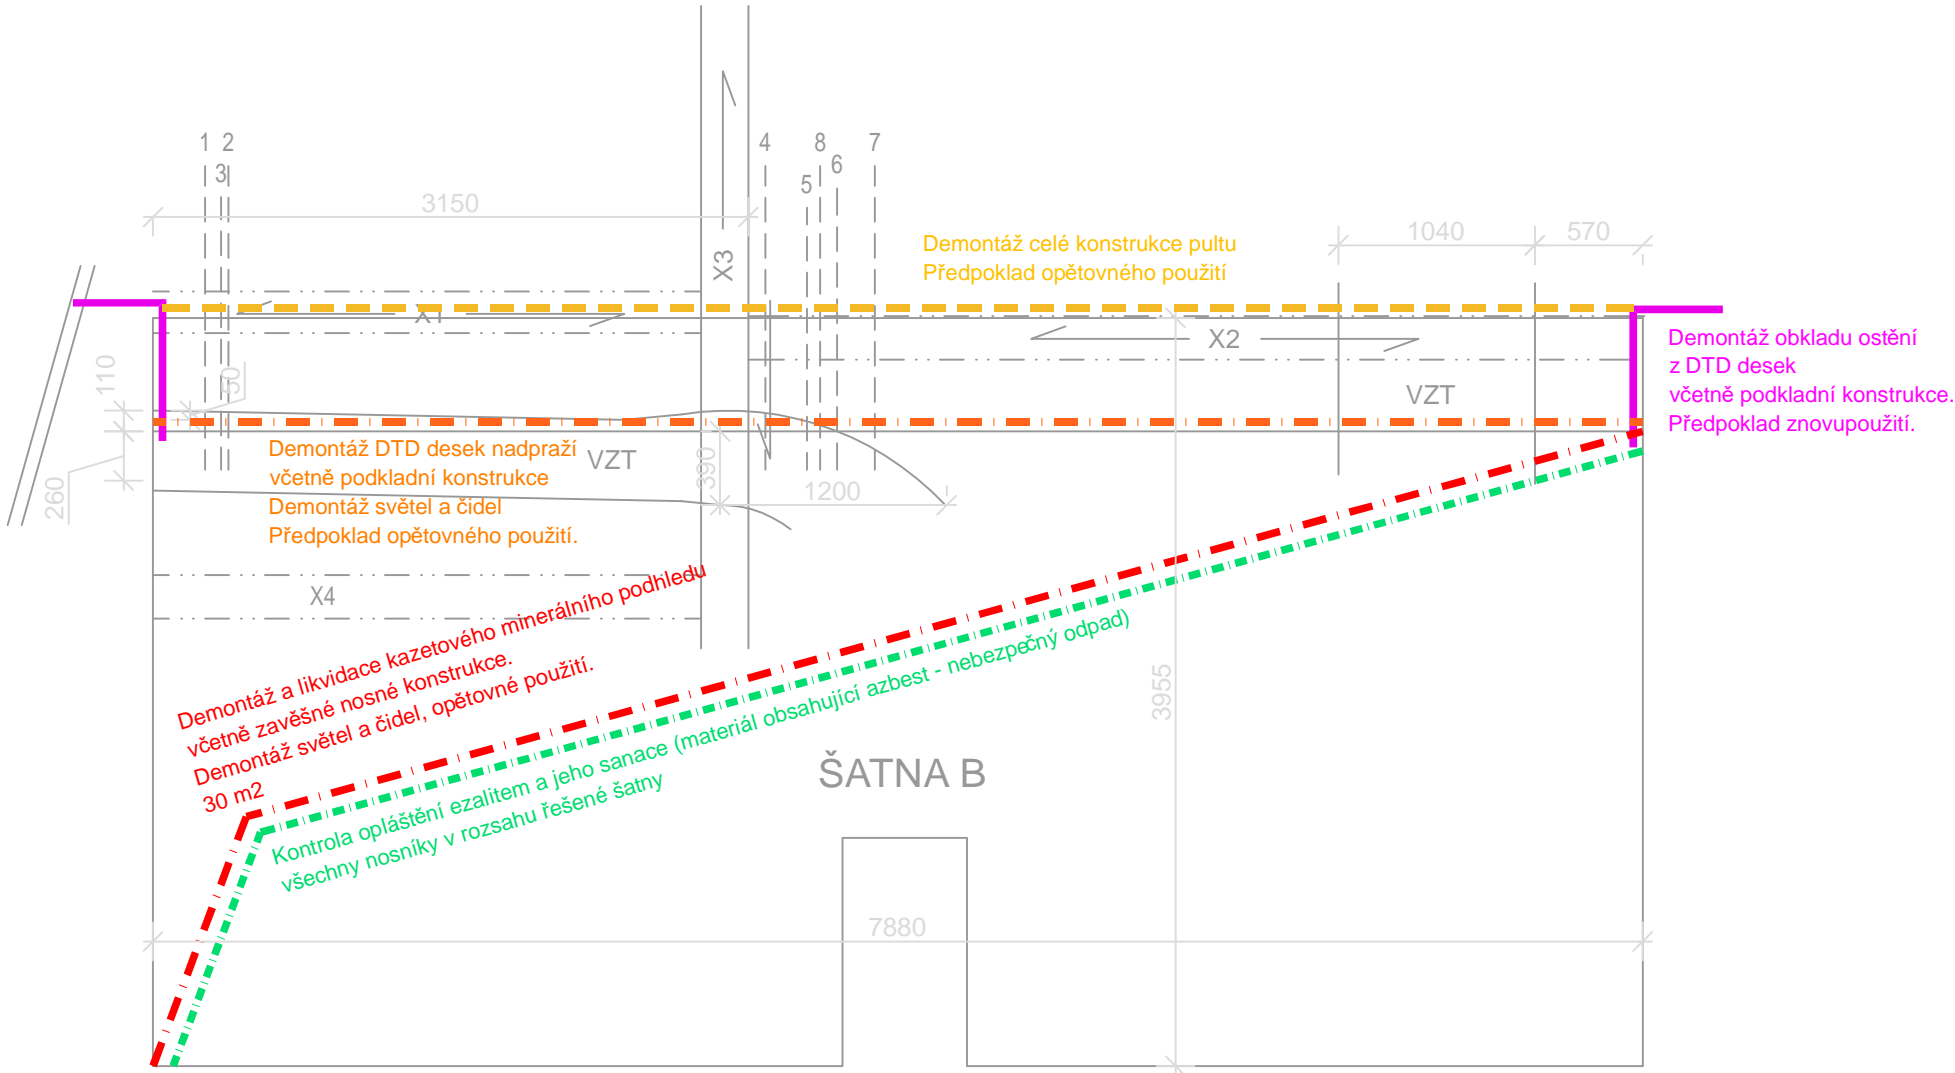 1
2
3
4
8
6
5
7
3150
X3
1040
570
Demontáž celé konstrukce pultu
Předpoklad opětovného použití
X1
X2
Demontáž obkladu ostění
z DTD desek
včetně podkladní konstrukce.
Předpoklad znovupoužití.
110
50
VZT
260
Demontáž DTD desek nadpraží
včetně podkladní konstrukce
Demontáž světel a čidel
Předpoklad opětovného použití.
VZT
390
1200
X4
Demontáž a likvidace kazetového minerálního podhledu
včetně zavěšné nosné konstrukce.
Demontáž světel a čidel, opětovné použití.
30 m2
Kontrola opláštění ezalitem a jeho sanace (materiál obsahující azbest - nebezpečný odpad)
všechny nosníky v rozsahu řešené šatny
3955
ŠATNA B
7880